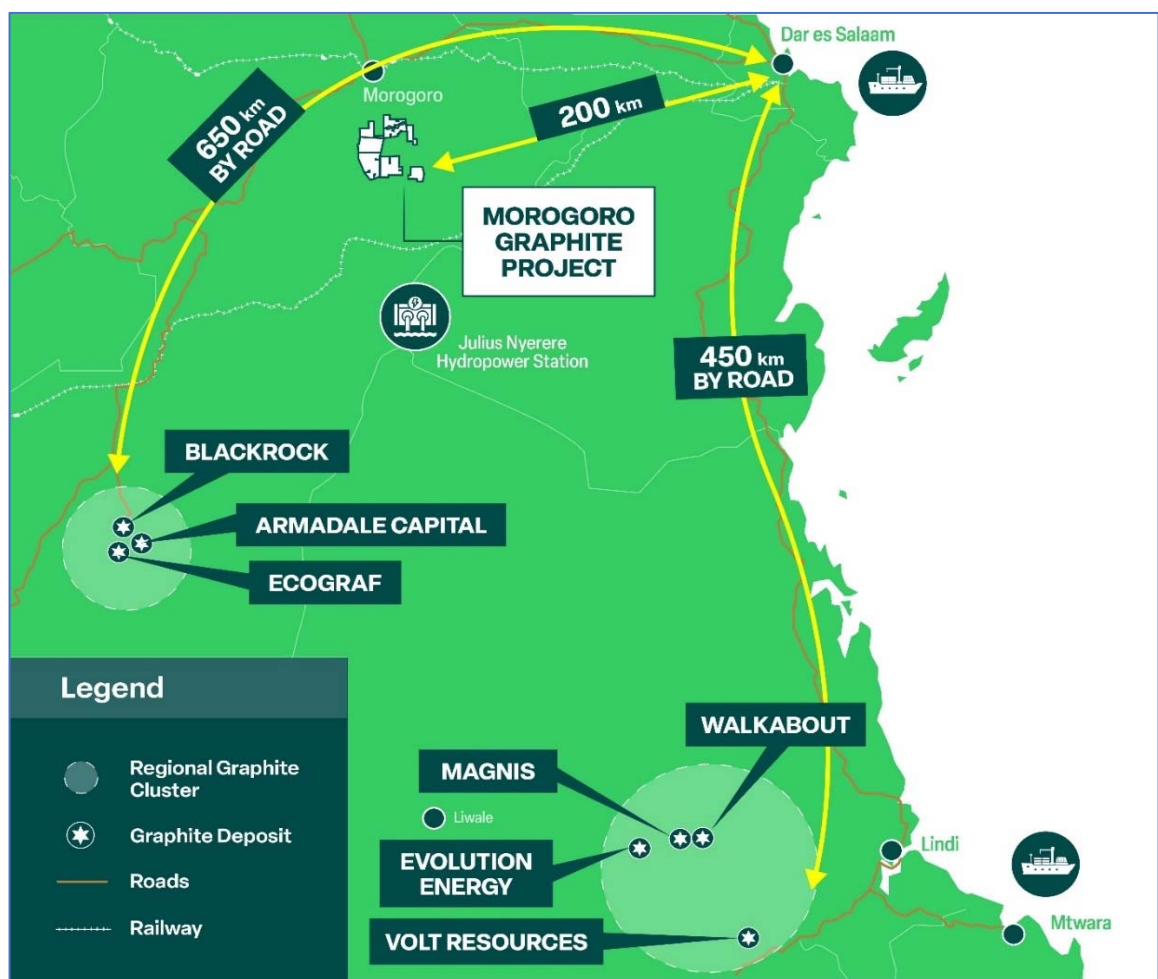 Dar es Salaam
Morogoro
650 km
BY ROAD
200 km
MOROGORO
GRAPHITE
PROJECT
Julius Nyerere
Hydropower Station
450 km
BY ROAD
BLACKROCK
ARMADALE CAPITAL
ECOGRAF
Legend
Regional Graphite
Cluster
Graphite Deposit
Roads
Railway
WALKABOUT
MAGNIS
Liwale
EVOLUTION
ENERGY
VOLT RESOURCES
Lindi
Mtwara